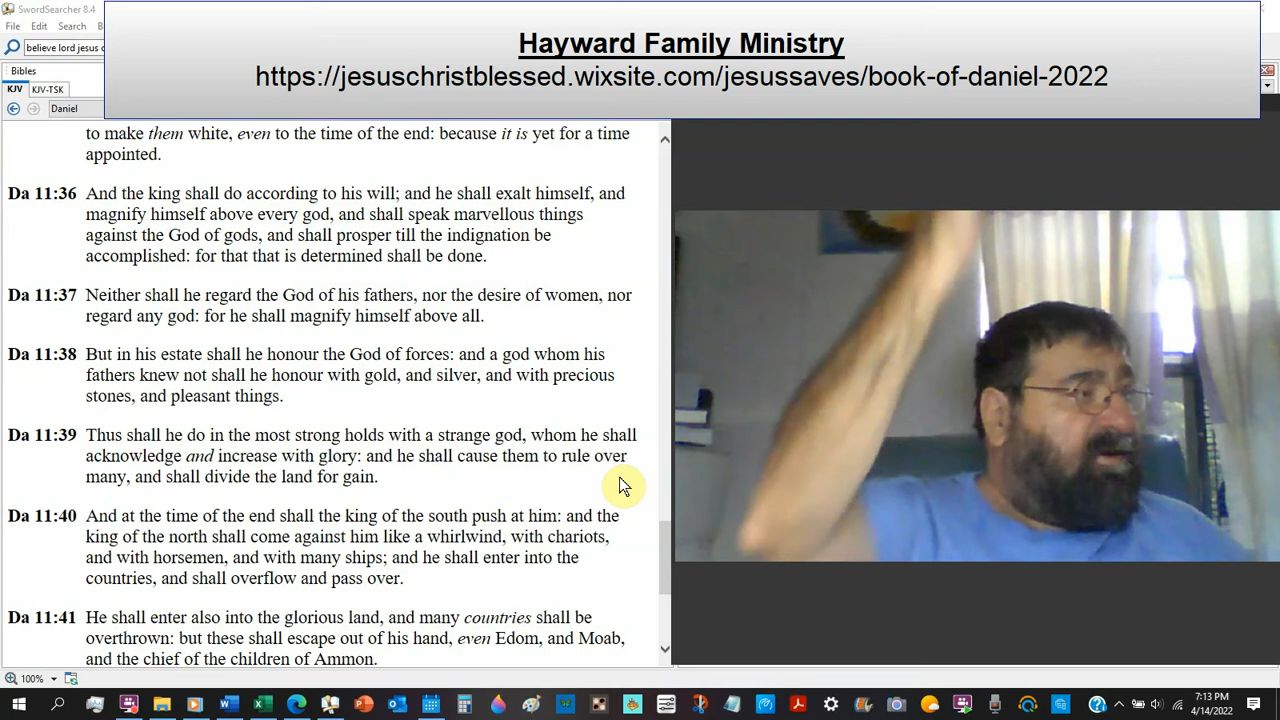 SwordSearcher 8.4
Hayward Family Ministry
https://jesuschristblessed.wixsite.com/jesussaves/book-of-daniel-2022
File Edit Search B
believe lord jesus c
Bibles
KJV KJV-TSK
Daniel
to make them white, even to the time of the end: because it is yet for a time
appointed.
Da 11:36 And the king shall do according to his will; and he shall exalt himself, and
magnify himself above every god, and shall speak marvellous things
against the God of gods, and shall prosper till the indignation be
accomplished: for that that is determined shall be done.
Da 11:37 Neither shall he regard the God of his fathers, nor the desire of women, nor
regard any god: for he shall magnify himself above all.
Da 11:38 But in his estate shall he honour the God of forces: and a god whom his
fathers knew not shall he honour with gold, and silver, and with precious
stones, and pleasant things.
Da 11:39 Thus shall he do in the most strong holds with a strange god, whom he shall
acknowledge and increase with glory: and he shall cause them to rule over
many, and shall divide the land for gain.
Da 11:40 And at the time of the end shall the king of the south push at him: and the
king of the north shall come against him like a whirlwind, with chariots,
and with horsemen, and with many ships; and he shall enter into the
countries, and shall overflow and pass over.
Da 11:41 He shall enter also into the glorious land, and many countries shall be
overthrown: but these shall escape out of his hand, even Edom, and Moab,
and the chief of the children of Ammon.
100%
7:13 PM
4/14/2022